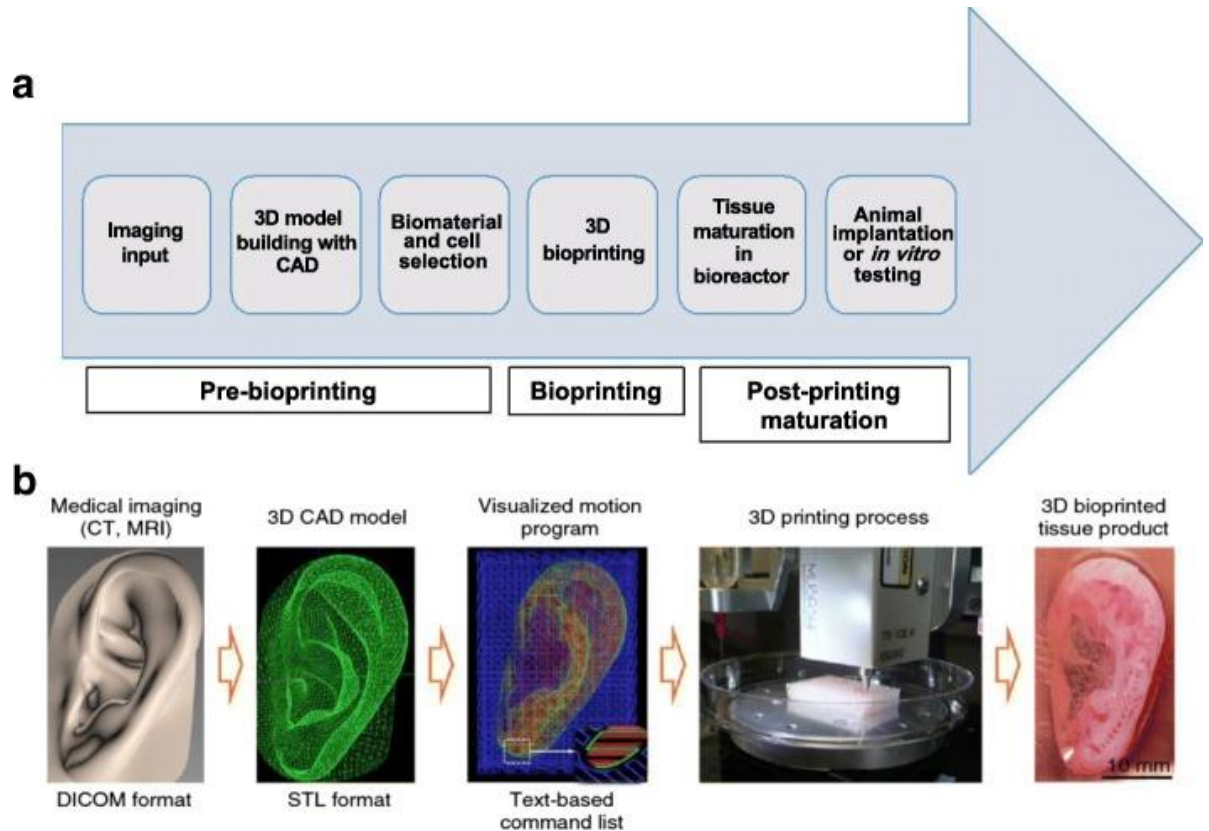 a
Imaging
input
3D model
building with
CAD
Biomaterial
and cell
selection
3D
bioprinting
Tissue
maturation
in
bioreactor
Animal
implantation
or in vitro
testing
Pre-bioprinting
Bioprinting
Post-printing
maturation
b
Medical imaging
(CT, MRI)
3D CAD model
Visualized motion
program
3D printing process
3D bioprinted
tissue product
10 mm
DICOM format
STL format
Text-based
command list